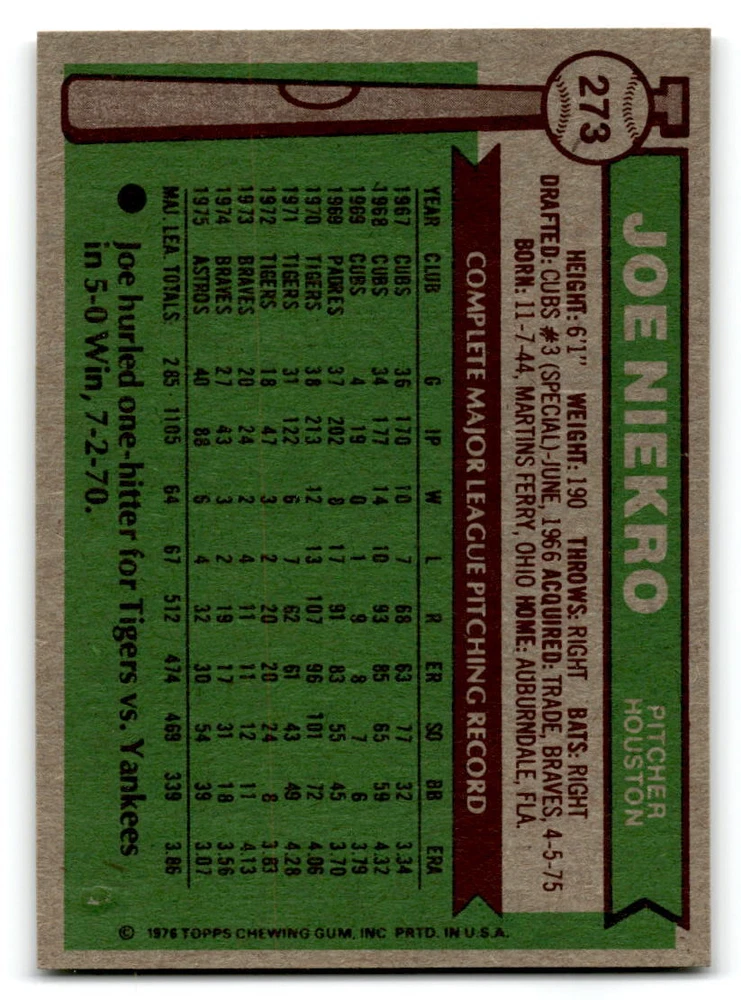 273
JOE NIEKRO
PITCHER
HOUSTON
HEIGHT: 6'1" WEIGHT: 190 THROWS: RIGHT BATS: RIGHT
DRAFTED: CUBS #3 (SPECIAL)-JUNE, 1966 ACQUIRED: TRADE, BRAVES, 4-5-75
BORN: 11-7-44, MARTINS FERRY, OHIO HOME: AUBURNDALE, FLA.
COMPLETE MAJOR LEAGUE PITCHING RECORD
YEAR CLUB G IP W L R ER SO BB ERA
1967 CUBS 36 170 10 7 68 63 77 32 3.34
1968 CUBS 34 177 14 10 93 85 65 59 4.32
1969 CUBS 4 19 0 1 9 8 7 6 3.79
1969 PADRES 37 202 8 17 91 83 55 45 3.70
1970 TIGERS 38 213 12 13 107 96 101 72 4.06
1971 TIGERS 31 122 6 7 62 61 43 49 4.28
1972 TIGERS 18 47 3 2 20 20 24 8 3.83
1973 BRAVES 20 24 2 4 11 11 12 11 4.13
1974 BRAVES 27 43 3 2 19 17 31 18 3.56
1975 ASTROS 40 88 6 4 32 30 54 39 3.07
MAJ. LEA. TOTALS: 285 1105 64 67 512 474 469 339 3.86
Joe hurled one-hitter for Tigers vs. Yankees
in 5-0 Win, 7-2-70.
© 1976 TOPPS CHEWING GUM, INC PRTD. IN U.S.A.